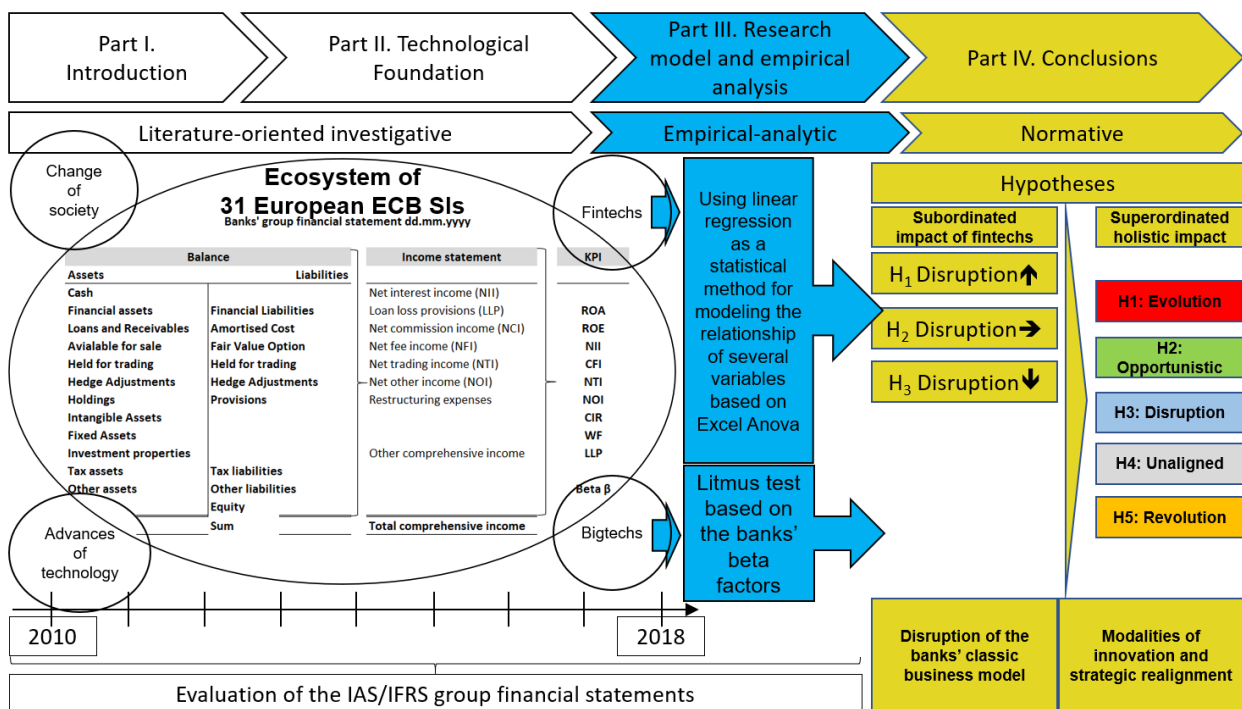 Part I.
Introduction
Part II. Technological
Foundation
Part III. Research
model and empirical
analysis
Part IV. Conclusions
Literature-oriented investigative
Empirical-analytic
Normative
Change
of
society
Ecosystem of
31 European ECB SIs
Banks' group financial statement dd.mm.yyyy
Fintechs
Balance
Income statement
KPI
Assets
Liabilities
Cash
Net interest income (NII)
Financial assets
Financial Liabilities
Loan loss provisions (LLP)
ROA
Loans and Receivables
Amortised Cost
Net commission income (NCI)
ROE
Avialable for sale
Fair Value Option
Net fee income (NFI)
NII
Held for trading
Held for trading
Net trading income (NTI)
CFI
Hedge Adjustments
Hedge Adjustments
Net other income (NOI)
NTI
Holdings
Provisions
Restructuring expenses
NOI
Intangible Assets
CIR
Fixed Assets
WF
Investment properties
Other comprehensive income
LLP
Tax assets
Tax liabilities
Other assets
Other liabilities
Beta β
Equity
Sum
Total comprehensive income
Advances
of
technology
Bigtechs
2010
2018
Evaluation of the IAS/IFRS group financial statements
Using linear
regression
as a
statistical
method for
modeling the
relationship
of several
variables
based on
Excel Anova
Litmus test
based on
the banks'
beta
factors
Hypotheses
Subordinated
impact of fintechs
H₁ Disruption ↑
H₂ Disruption →
H₃ Disruption ↓
Superordinated
holistic impact
H1: Evolution
H2:
Opportunistic
H3: Disruption
H4: Unaligned
H5: Revolution
Disruption of the
banks' classic
business model
Modalities of
innovation and
strategic realignment